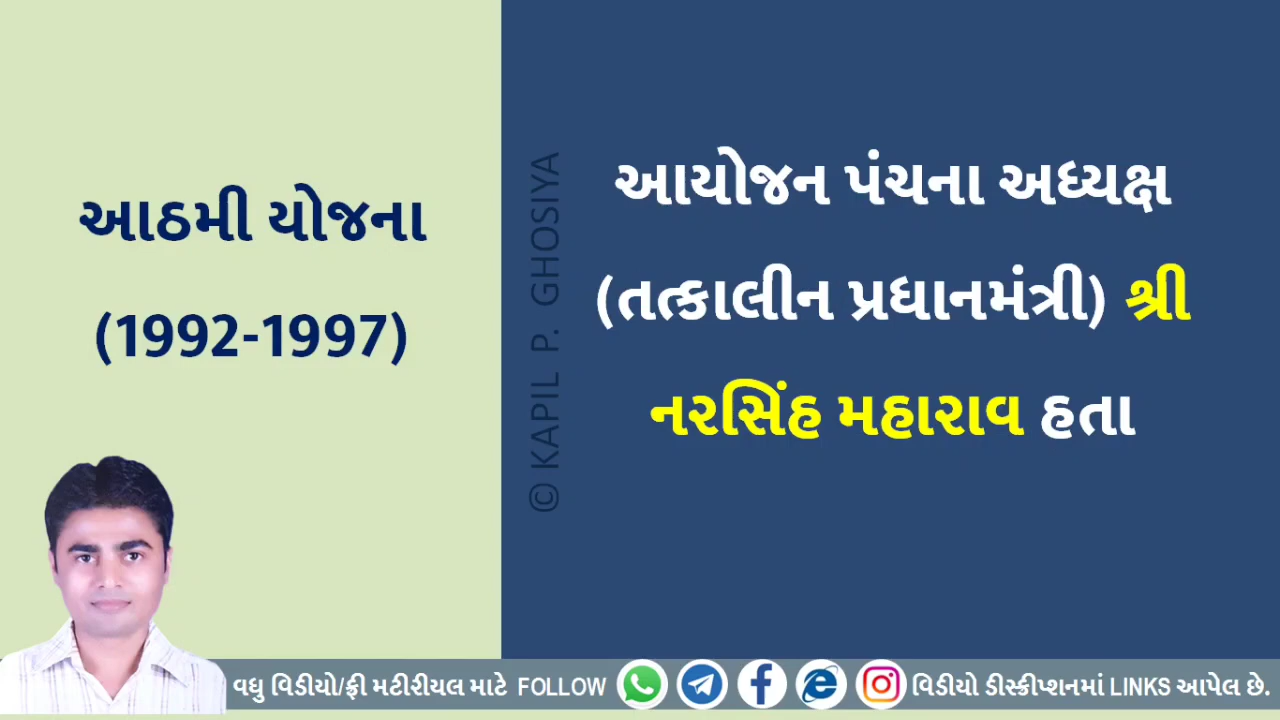 આઠમી યોજના
(1992-1997)
© KAPIL P. GHOSIYA
આયોજન પંચના અધ્યક્ષ
(તત્કાલીન પ્રધાનમંત્રી) શ્રી
નરસિંહ મહારાવ હતા
વધુ વિડીયો/ફ્રી મટીરીયલ માટે FOLLOW
વિડીયો ડીસ્ક્રીપ્શનમાં LINKS આપેલ છે.